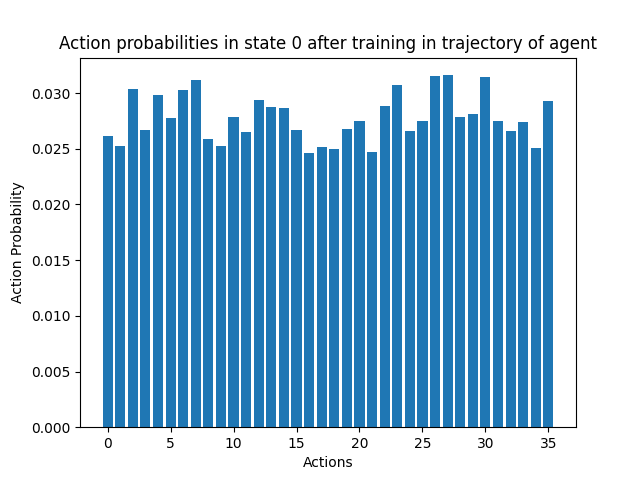 Action probabilities in state 0 after training in trajectory of agent
0.030
0.025
0.020
0.015
0.010
0.005
0.000
Action Probability
0 5 10 15 20 25 30 35
Actions